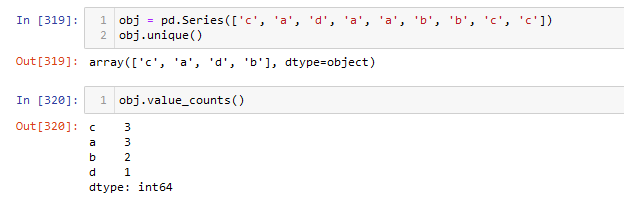 In [319]: 1 obj = pd.Series(['c', 'a', 'd', 'a', 'a', 'b', 'b', 'c', 'c'])
2 obj.unique()
Out[319]: array(['c', 'a', 'd', 'b'], dtype=object)
In [320]: 1 obj.value_counts()
Out[320]: c 3
a 3
b 2
d 1
dtype: int64